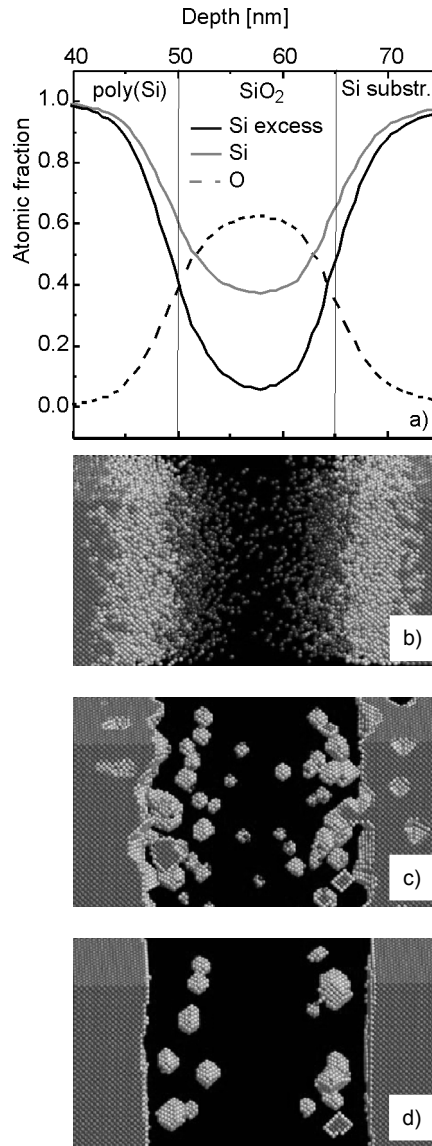 Depth [nm]
40 50 60 70
poly(Si) SiO₂ Si substr.
1.0
0.8
0.6
0.4
0.2
0.0
Atomic fraction
Si excess
Si
O
a)
b)
c)
d)